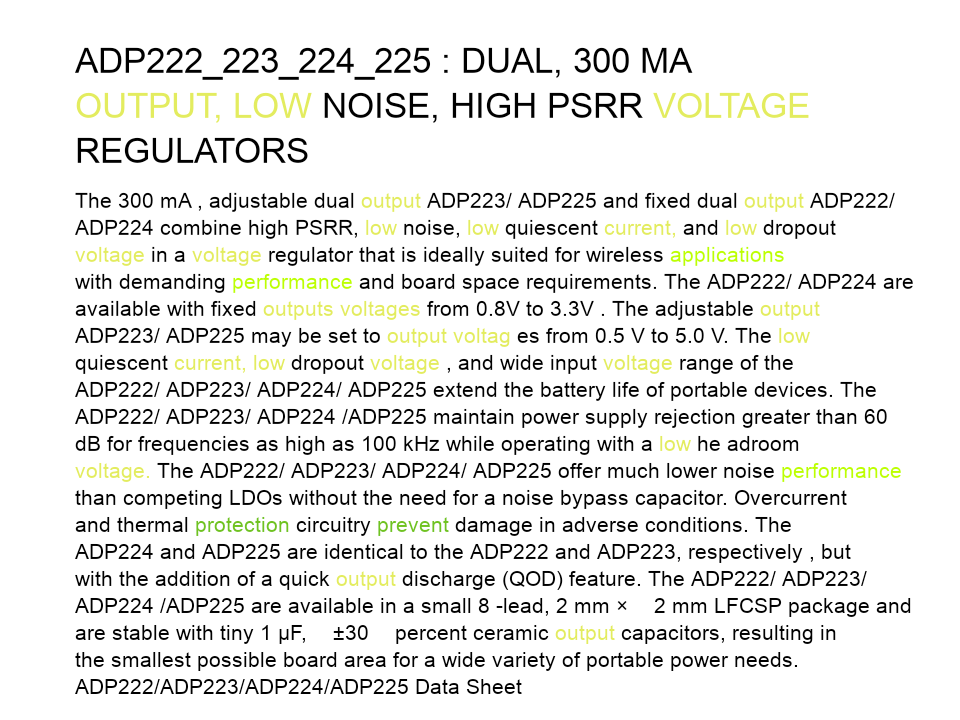 ADP222_223_224_225 : DUAL, 300 MA
OUTPUT, LOW NOISE, HIGH PSRR VOLTAGE
REGULATORS
The 300 mA , adjustable dual output ADP223/ ADP225 and fixed dual output ADP222/
ADP224 combine high PSRR, low noise, low quiescent current, and low dropout
voltage in a voltage regulator that is ideally suited for wireless applications
with demanding performance and board space requirements. The ADP222/ ADP224 are
available with fixed outputs voltages from 0.8V to 3.3V . The adjustable output
ADP223/ ADP225 may be set to output voltag es from 0.5 V to 5.0 V. The low
quiescent current, low dropout voltage , and wide input voltage range of the
ADP222/ ADP223/ ADP224/ ADP225 extend the battery life of portable devices. The
ADP222/ ADP223/ ADP224 /ADP225 maintain power supply rejection greater than 60
dB for frequencies as high as 100 kHz while operating with a low he adroom
voltage. The ADP222/ ADP223/ ADP224/ ADP225 offer much lower noise performance
than competing LDOs without the need for a noise bypass capacitor. Overcurrent
and thermal protection circuitry prevent damage in adverse conditions. The
ADP224 and ADP225 are identical to the ADP222 and ADP223, respectively , but
with the addition of a quick output discharge (QOD) feature. The ADP222/ ADP223/
ADP224 /ADP225 are available in a small 8 -lead, 2 mm × 2 mm LFCSP package and
are stable with tiny 1 µF, ±30 percent ceramic output capacitors, resulting in
the smallest possible board area for a wide variety of portable power needs.
ADP222/ADP223/ADP224/ADP225 Data Sheet